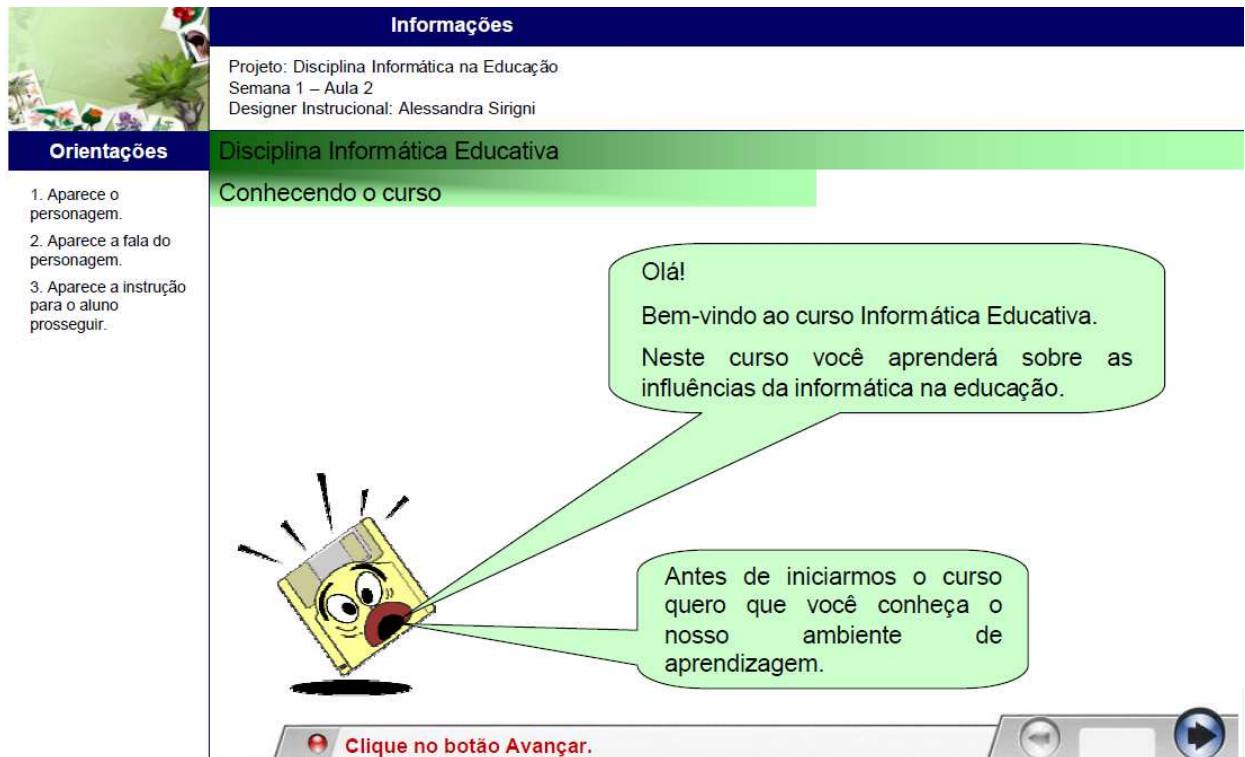 Informações
Projeto: Disciplina Informática na Educação
Semana 1 – Aula 2
Designer Instrucional: Alessandra Sirigni
Orientações
1. Aparece o
personagem.
2. Aparece a fala do
personagem.
3. Aparece a instrução
para o aluno
prosseguir.
Disciplina Informática Educativa
Conhecendo o curso
Olá!
Bem-vindo ao curso Informática Educativa.
Neste curso você aprenderá sobre as
influências da informática na educação.
Antes de iniciarmos o curso
quero que você conheça o
nosso ambiente de
aprendizagem.
Clique no botão Avançar.